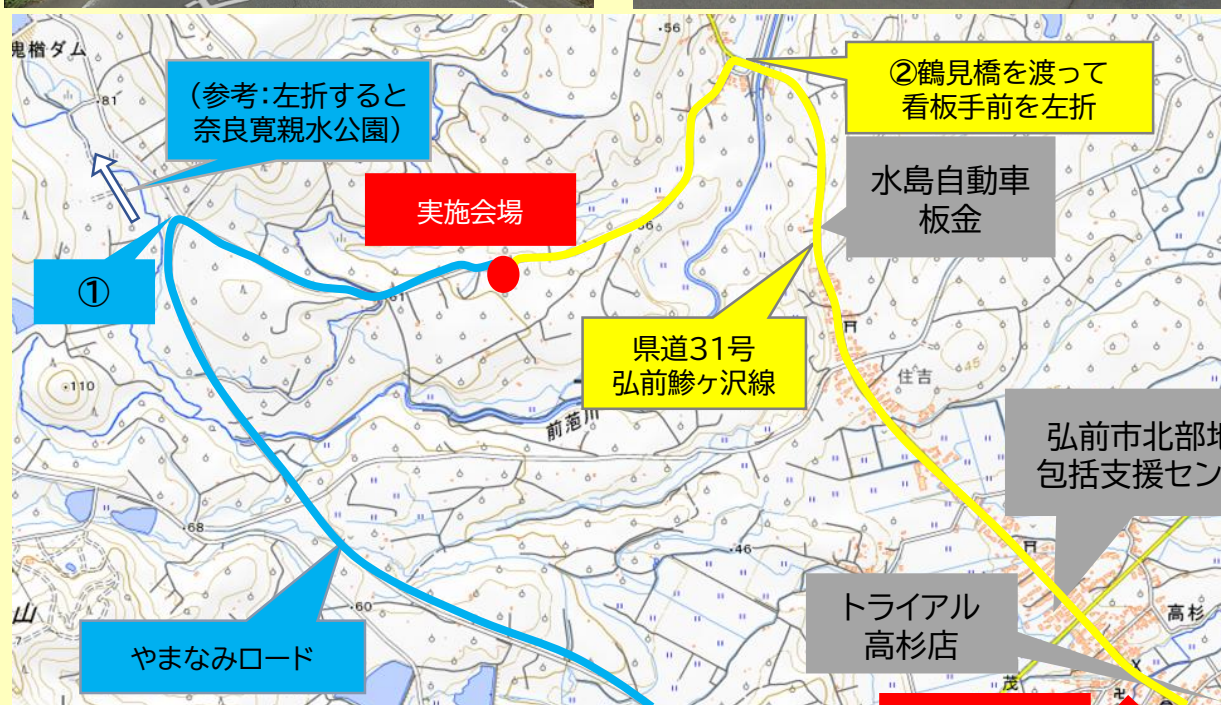 鬼楢ダム
・56
②鶴見橋を渡って
看板手前を左折
(参考:左折すると
奈良寛親水公園)
・81
水島自動車
板金
実施会場
①
61
県道31号
弘前鰺ヶ沢線
・110
住吉
45
前萢川
弘前市北部地
包括支援セン
・68
・46
・60
トライアル
高杉店
高杉
山
やまなみロード
茂